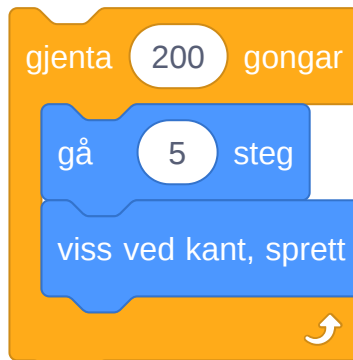 gjenta 200 gongar
gå 5 steg
viss ved kant, sprett